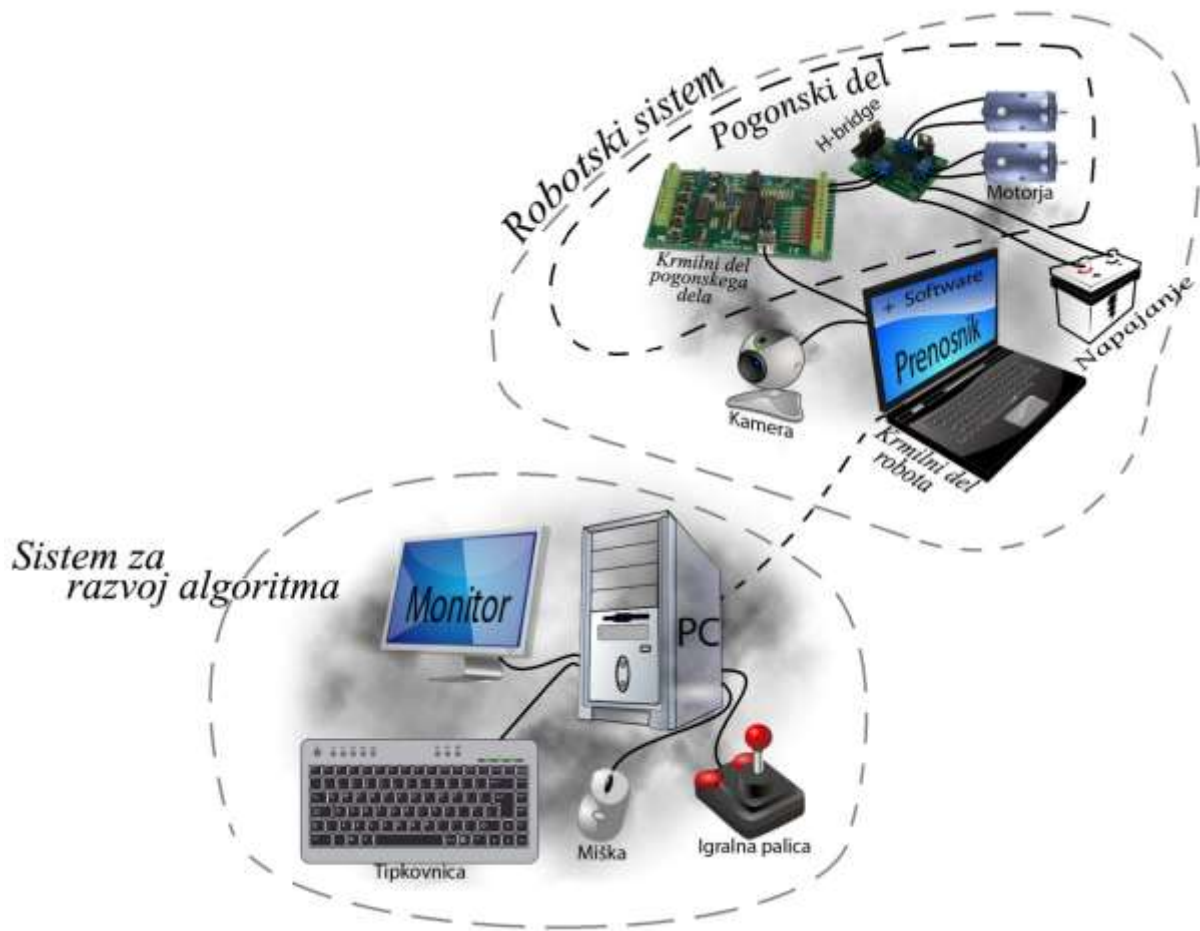 Robotski sistem
Pogonski del
H-bridge
Motorja
Krmilni del
pogonskega
dela
+ Software
Prenosnik
Napajanje
Kamera
Krmilni del
robota
Sistem za
razvoj algoritma
Monitor
PC
Tipkovnica
Miška
Igralna palica